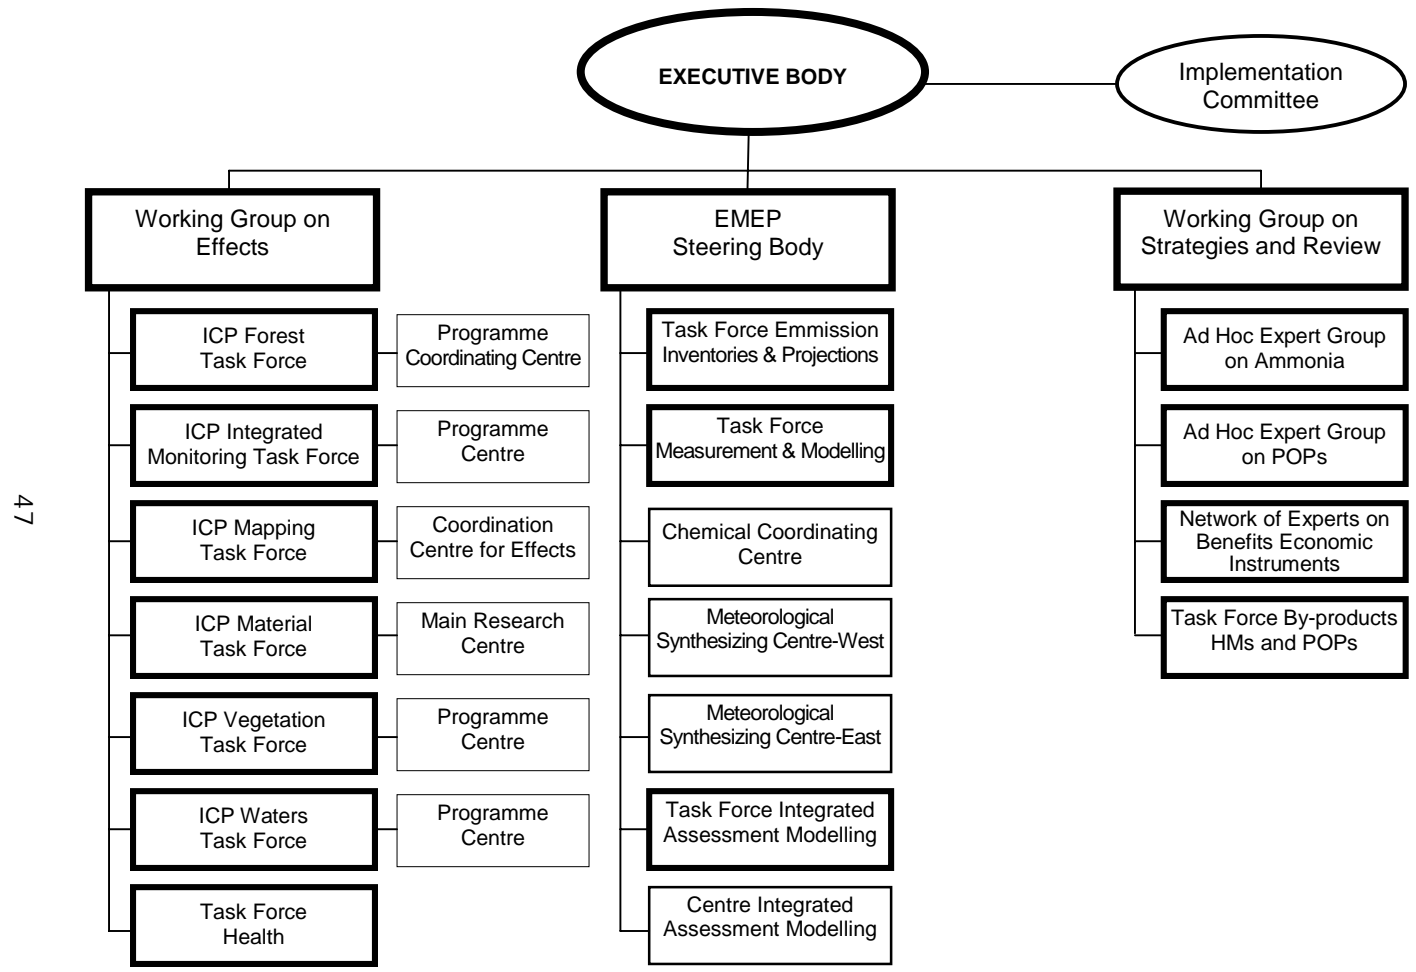 EXECUTIVE BODY
Implementation
Committee
Working Group on
Effects
EMEP
Steering Body
Working Group on
Strategies and Review
ICP Forest
Task Force
Programme
Coordinating Centre
ICP Integrated
Monitoring Task Force
Programme
Centre
ICP Mapping
Task Force
Coordination
Centre for Effects
ICP Material
Task Force
Main Research
Centre
ICP Vegetation
Task Force
Programme
Centre
ICP Waters
Task Force
Programme
Centre
Task Force
Health
Task Force Emmission
Inventories & Projections
Task Force
Measurement & Modelling
Chemical Coordinating
Centre
Meteorological
Synthesizing Centre-West
Meteorological
Synthesizing Centre-East
Task Force Integrated
Assessment Modelling
Centre Integrated
Assessment Modelling
Ad Hoc Expert Group
on Ammonia
Ad Hoc Expert Group
on POPs
Network of Experts on
Benefits Economic
Instruments
Task Force By-products
HMs and POPs
47